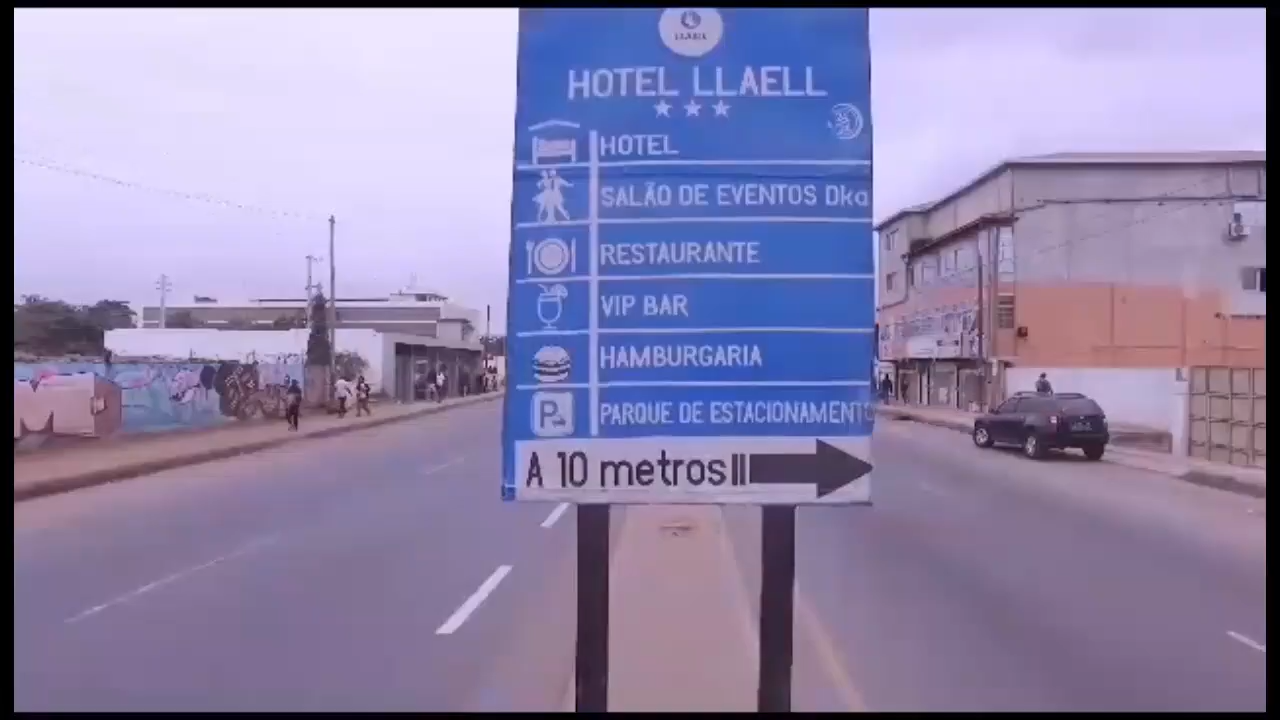 LLAELL
HOTEL LLAELL
HOTEL
SALÃO DE EVENTOS Dka
RESTAURANTE
VIP BAR
HAMBURGARIA
P
PARQUE DE ESTACIONAMENTO
A 10 metros